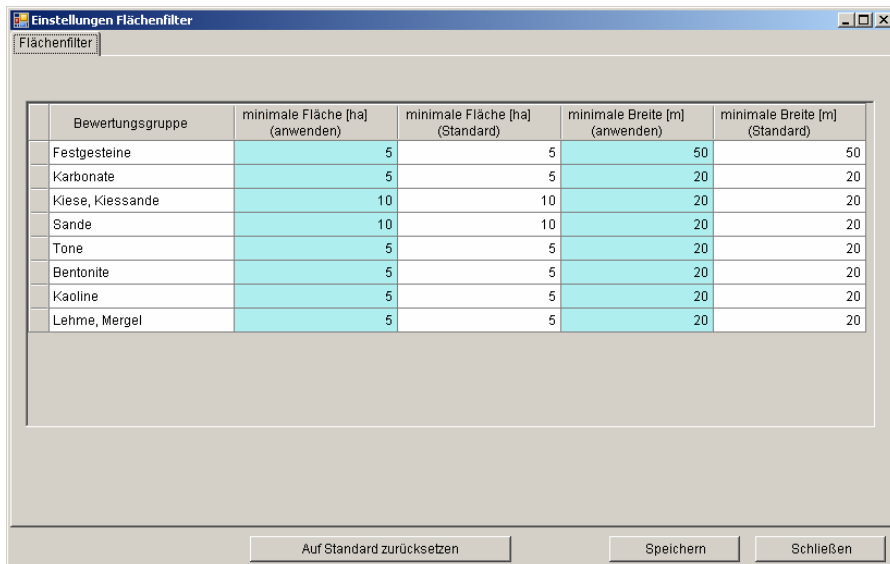 Einstellungen Flächenfilter
Flächenfilter
Bewertungsgruppe minimale Fläche [ha] (anwenden) minimale Fläche [ha] (Standard) minimale Breite [m] (anwenden) minimale Breite [m] (Standard)
Festgesteine 5 5 50 50
Karbonate 5 5 20 20
Kiese, Kiessande 10 10 20 20
Sande 10 10 20 20
Tone 5 5 20 20
Bentonite 5 5 20 20
Kaoline 5 5 20 20
Lehme, Mergel 5 5 20 20
Auf Standard zurücksetzen Speichern Schließen